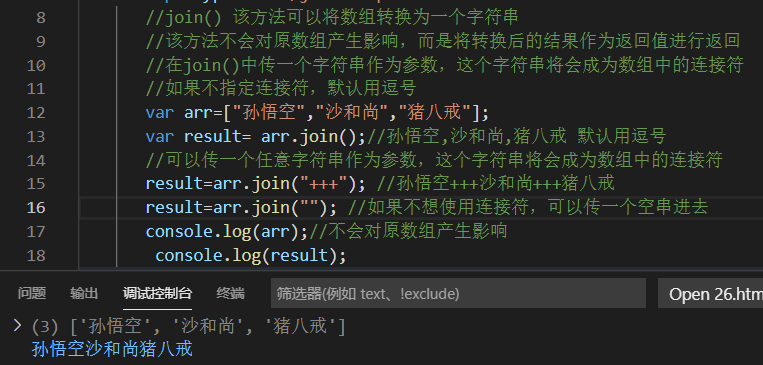 8 //join() 该方法可以将数组转换为一个字符串
9 //该方法不会对原数组产生影响，而是将转换后的结果作为返回值进行返回
10 //在join()中传一个字符串作为参数，这个字符串将会成为数组中的连接符
11 //如果不指定连接符，默认用逗号
12 var arr=["孙悟空","沙和尚","猪八戒"];
13 var result= arr.join();//孙悟空,沙和尚,猪八戒 默认用逗号
14 //可以传一个任意字符串作为参数，这个字符串将会成为数组中的连接符
15 result=arr.join("+++"); //孙悟空+++沙和尚+++猪八戒
16 result=arr.join(""); //如果不想使用连接符，可以传一个空串进去
17 console.log(arr);//不会对原数组产生影响
18 console.log(result);
问题 输出 调试控制台 终端 筛选器(例如 text、!exclude) Open 26.htm
> (3) ['孙悟空', '沙和尚', '猪八戒']
孙悟空沙和尚猪八戒